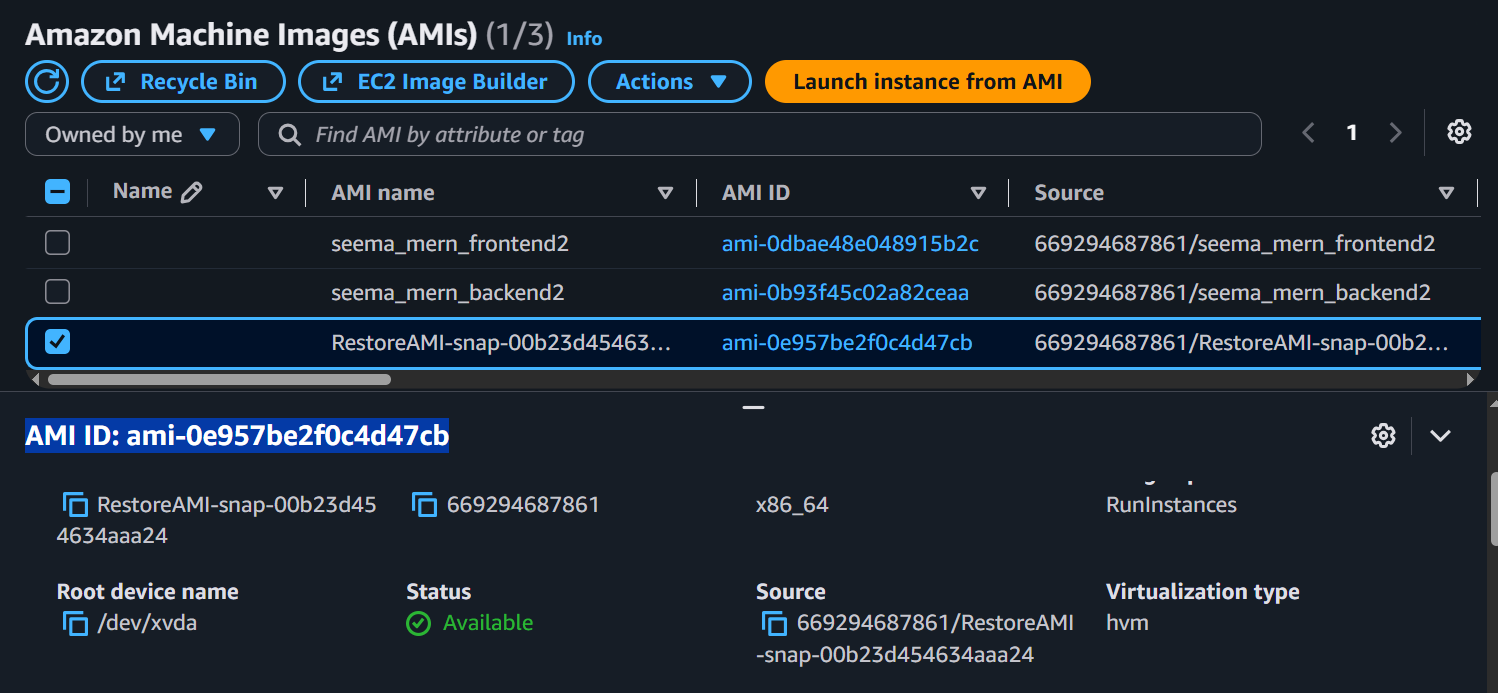 Amazon Machine Images (AMIs) (1/3) Info
Recycle Bin EC2 Image Builder Actions Launch instance from AMI
Owned by me Find AMI by attribute or tag 1
Name AMI name AMI ID Source
seema_mern_frontend2 ami-0dbae48e048915b2c 669294687861/seema_mern_frontend2
seema_mern_backend2 ami-0b93f45c02a82ceaa 669294687861/seema_mern_backend2
RestoreAMI-snap-00b23d45463... ami-0e957be2f0c4d47cb 669294687861/RestoreAMI-snap-00b2...
AMI ID: ami-0e957be2f0c4d47cb
RestoreAMI-snap-00b23d45 669294687861 x86_64 RunInstances
4634aaa24
Root device name Status Source Virtualization type
/dev/xvda Available 669294687861/RestoreAMI hvm
-snap-00b23d454634aaa24